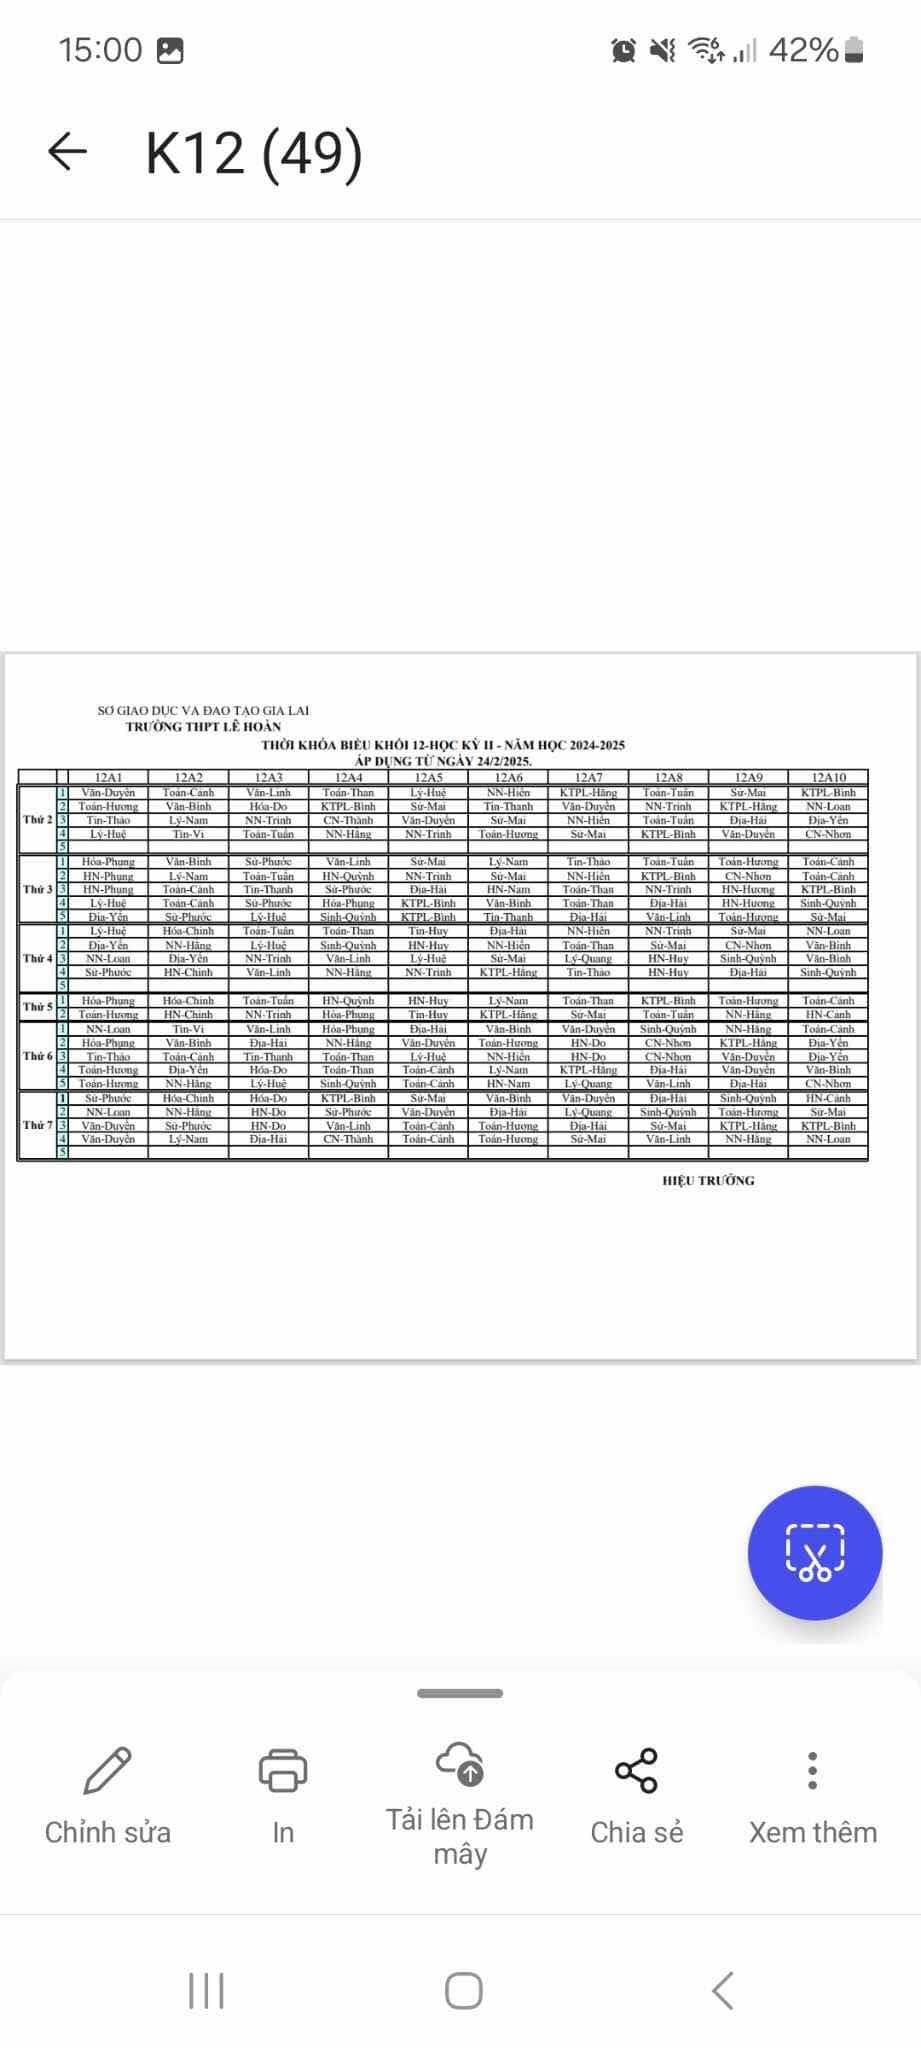 15:00 6 42%
K12 (49)
SỞ GIAO DỤC VÀ ĐÀO TẠO GIA LAI
TRƯỜNG THPT LÊ HOÀN
THỜI KHÓA BIỂU KHỐI 12-HỌC KỲ II - NĂM HỌC 2024-2025
ÁP DỤNG TỪ NGÀY 24/2/2025.
12A1 12A2 12A3 12A4 12A5 12A6 12A7 12A8 12A9 12A10
1 Văn-Duyên Toán-Cảnh Văn-Linh Toán-Than Lý-Huệ NN-Hiền KTPL-Hằng Toán-Tuấn Sử-Mai KTPL-Bình
2 Toán-Hương Văn-Bình Hóa-Do KTPL-Bình Sử-Mai Tin-Thanh Văn-Duyên NN-Trinh KTPL-Hằng NN-Loan
Thứ 2 3 Tin-Thảo Lý-Nam NN-Trinh CN-Thành Văn-Duyên Sử-Mai NN-Hiền Toán-Tuấn Địa-Hải Địa-Yến
4 Lý-Huệ Tin-Vi Toán-Tuấn NN-Hằng NN-Trinh Toán-Hương Sử-Mai KTPL-Bình Văn-Duyên CN-Nhơn
5
1 Hóa-Phụng Văn-Bình Sử-Phước Văn-Linh Sử-Mai Lý-Nam Tin-Thảo Toán-Tuấn Toán-Hương Toán-Cảnh
2 HN-Phụng Lý-Nam Toán-Tuấn HN-Quỳnh NN-Trinh Sử-Mai NN-Hiền KTPL-Bình CN-Nhơn Toán-Cảnh
Thứ 3 3 HN-Phụng Toán-Cảnh Tin-Thanh Sử-Phước Địa-Hải HN-Nam Toán-Than NN-Trinh HN-Hương KTPL-Bình
4 Lý-Huệ Toán-Cảnh Sử-Phước Hóa-Phụng KTPL-Bình Văn-Bình Toán-Than Địa-Hải HN-Hương Sinh-Quỳnh
5 Địa-Yến Sử-Phước Lý-Huệ Sinh-Quỳnh KTPL-Bình Tin-Thanh Địa-Hải Văn-Linh Toán-Hương Sử-Mai
1 Lý-Huệ Hóa-Chinh Toán-Tuấn Toán-Than Tin-Huy Địa-Hải NN-Hiền NN-Trinh Sử-Mai NN-Loan
2 Địa-Yến NN-Hằng Lý-Huệ Sinh-Quỳnh HN-Huy NN-Hiền Toán-Than Sử-Mai CN-Nhơn Văn-Bình
Thứ 4 3 NN-Loan Địa-Yến NN-Trinh Văn-Linh Lý-Huệ Sử-Mai Lý-Quang HN-Huy Sinh-Quỳnh Văn-Bình
4 Sử-Phước HN-Chinh Văn-Linh NN-Hằng NN-Trinh KTPL-Hằng Tin-Thảo HN-Huy Địa-Hải Sinh-Quỳnh
5
Thứ 5 1 Hóa-Phụng Hóa-Chinh Toán-Tuấn HN-Quỳnh HN-Huy Lý-Nam Toán-Than KTPL-Bình Toán-Hương Toán-Cảnh
2 Toán-Hương HN-Chinh NN-Trinh Hóa-Phụng Tin-Huy KTPL-Hằng Sử-Mai Toán-Tuấn NN-Hằng HN-Cảnh
1 NN-Loan Tin-Vi Văn-Linh Hóa-Phụng Địa-Hải Văn-Bình Văn-Duyên Sinh-Quỳnh NN-Hằng Toán-Cảnh
2 Hóa-Phụng Văn-Bình Địa-Hải NN-Hằng Văn-Duyên Toán-Hương HN-Do CN-Nhơn KTPL-Hằng Địa-Yến
Thứ 6 3 Tin-Thảo Toán-Cảnh Tin-Thanh Toán-Than Lý-Huệ NN-Hiền HN-Do CN-Nhơn Văn-Duyên Địa-Yến
4 Toán-Hương Địa-Yến Hóa-Do Toán-Than Toán-Cảnh Lý-Nam KTPL-Hằng Địa-Hải Văn-Duyên Văn-Bình
5 Toán-Hương NN-Hằng Lý-Huệ Sinh-Quỳnh Toán-Cảnh HN-Nam Lý-Quang Văn-Linh Địa-Hải CN-Nhơn
1 Sử-Phước Hóa-Chinh Hóa-Do KTPL-Bình Sử-Mai Văn-Bình Văn-Duyên Địa-Hải Sinh-Quỳnh HN-Cảnh
2 NN-Loan NN-Hằng HN-Do Sử-Phước Văn-Duyên Địa-Hải Lý-Quang Sinh-Quỳnh Toán-Hương Sử-Mai
Thứ 7 3 Văn-Duyên Sử-Phước HN-Do Văn-Linh Toán-Cảnh Toán-Hương Địa-Hải Sử-Mai KTPL-Hằng KTPL-Bình
4 Văn-Duyên Lý-Nam Địa-Hải CN-Thành Toán-Cảnh Toán-Hương Sử-Mai Văn-Linh NN-Hằng NN-Loan
5
HIỆU TRƯỞNG
Chỉnh sửa In Tải lên Đám mây Chia sẻ Xem thêm